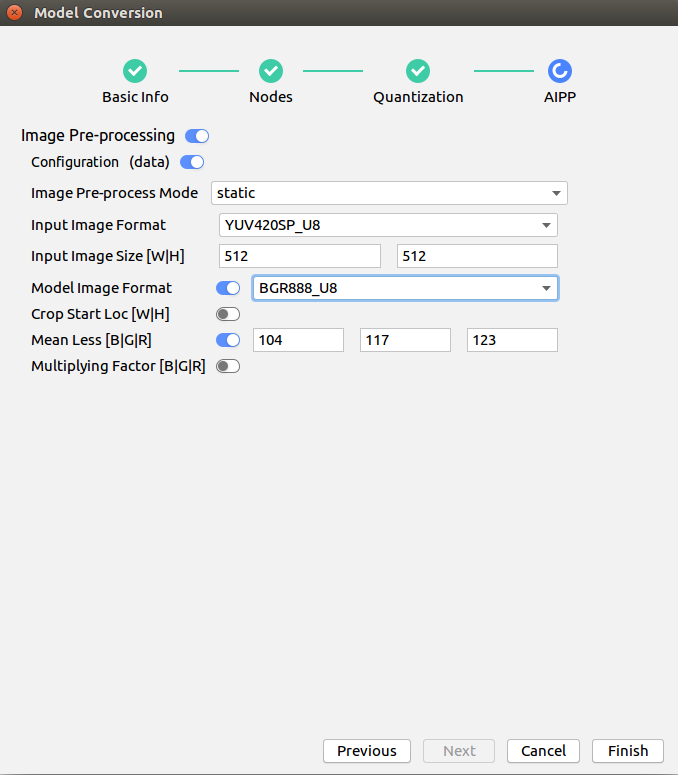 Model Conversion
Basic Info Nodes Quantization AIPP
Image Pre-processing
Configuration (data)
Image Pre-process Mode static
Input Image Format YUV420SP_U8
Input Image Size [W|H] 512 512
Model Image Format BGR888_U8
Crop Start Loc [W|H]
Mean Less [B|G|R] 104 117 123
Multiplying Factor [B|G|R]
Previous Next Cancel Finish